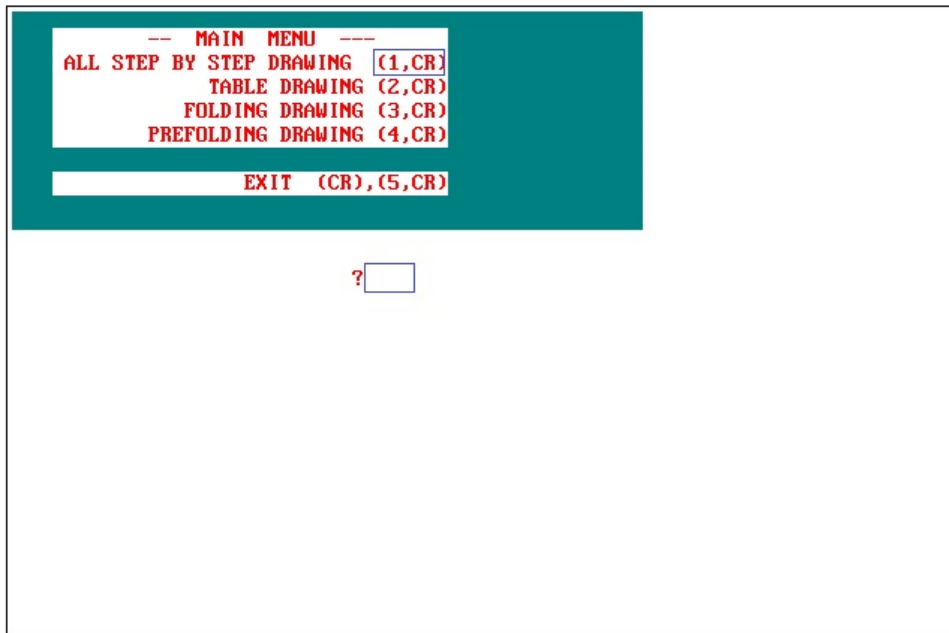 -- MAIN MENU ---
ALL STEP BY STEP DRAWING (1,CR)
TABLE DRAWING (2,CR)
FOLDING DRAWING (3,CR)
PREFOLDING DRAWING (4,CR)
EXIT (CR),(5,CR)
?